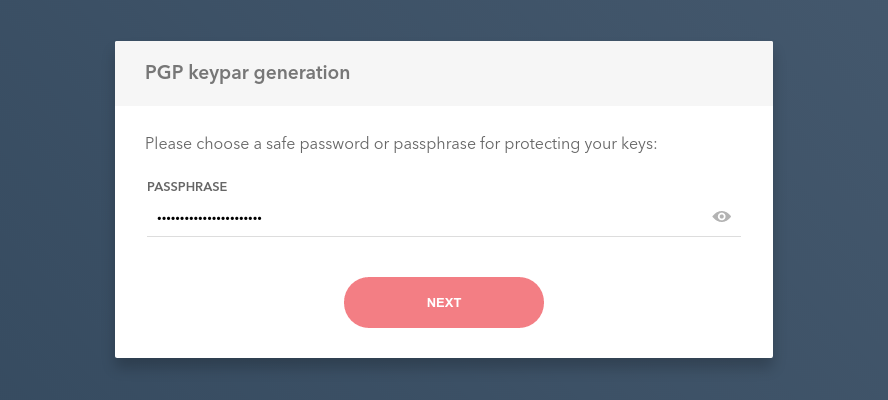 PGP keypar generation
Please choose a safe password or passphrase for protecting your keys:
PASSPHRASE
•••••••••••••••••••••••
NEXT